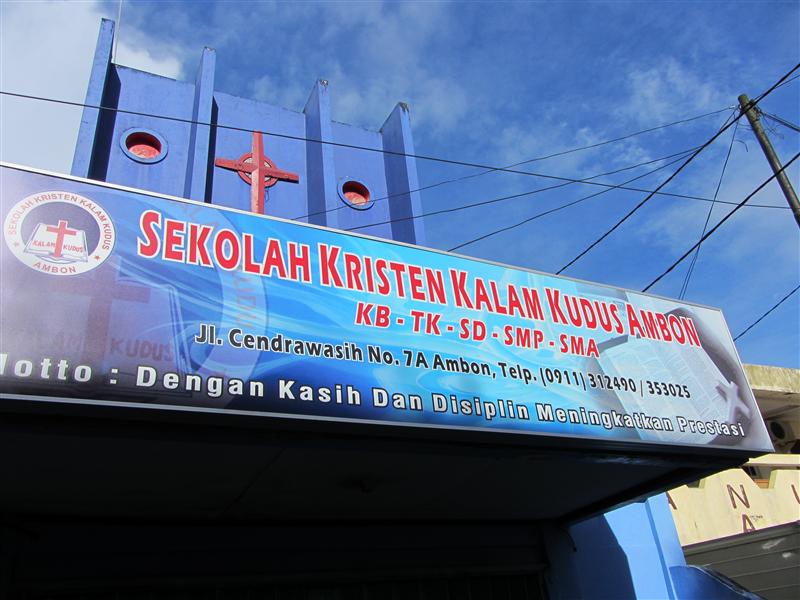 SEKOLAH KRISTEN KALAM KUDUS
AMBON
KALAM KUDUS
SEKOLAH KRISTEN KALAM KUDUS AMBON
KB - TK - SD - SMP - SMA
Jl. Cendrawasih No. 7A Ambon, Telp. (0911) 312490 / 353025
Motto : Dengan Kasih Dan Disiplin Meningkatkan Prestasi